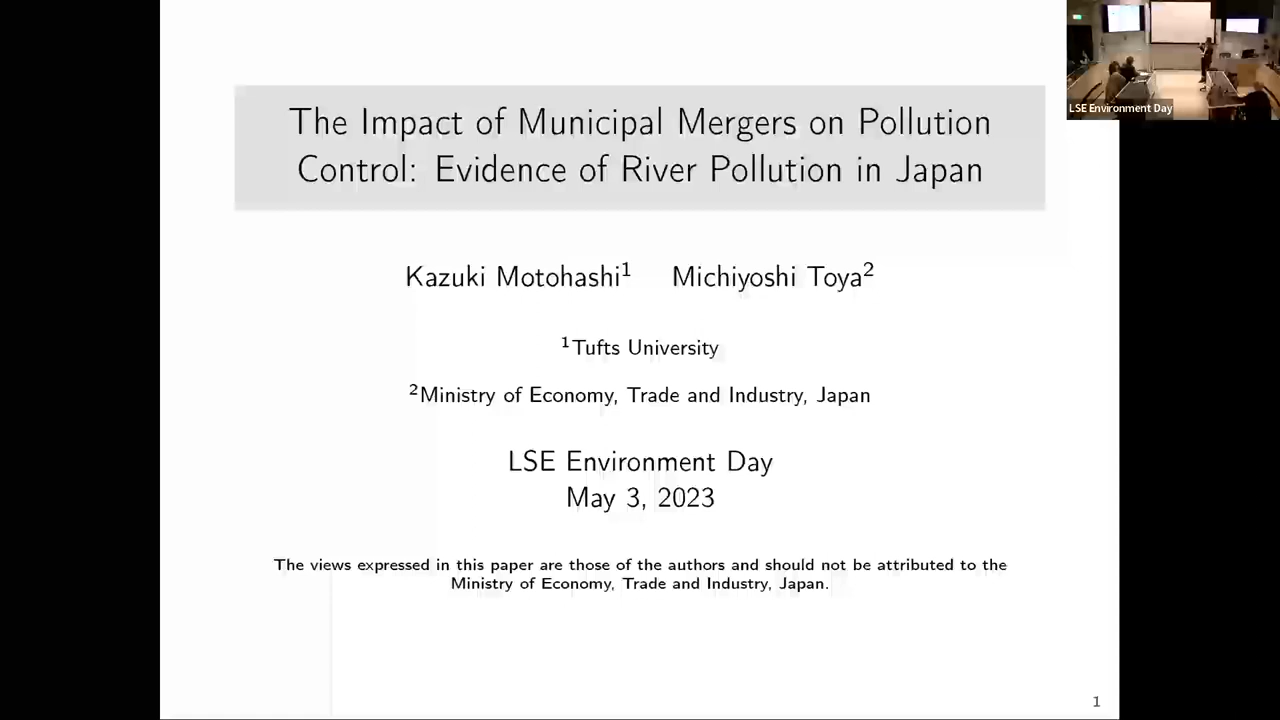 The Impact of Municipal Mergers on Pollution
Control: Evidence of River Pollution in Japan
Kazuki Motohashi¹ Michiyoshi Toya²
¹Tufts University
²Ministry of Economy, Trade and Industry, Japan
LSE Environment Day
May 3, 2023
The views expressed in this paper are those of the authors and should not be attributed to the
Ministry of Economy, Trade and Industry, Japan.
1
LSE Environment Day